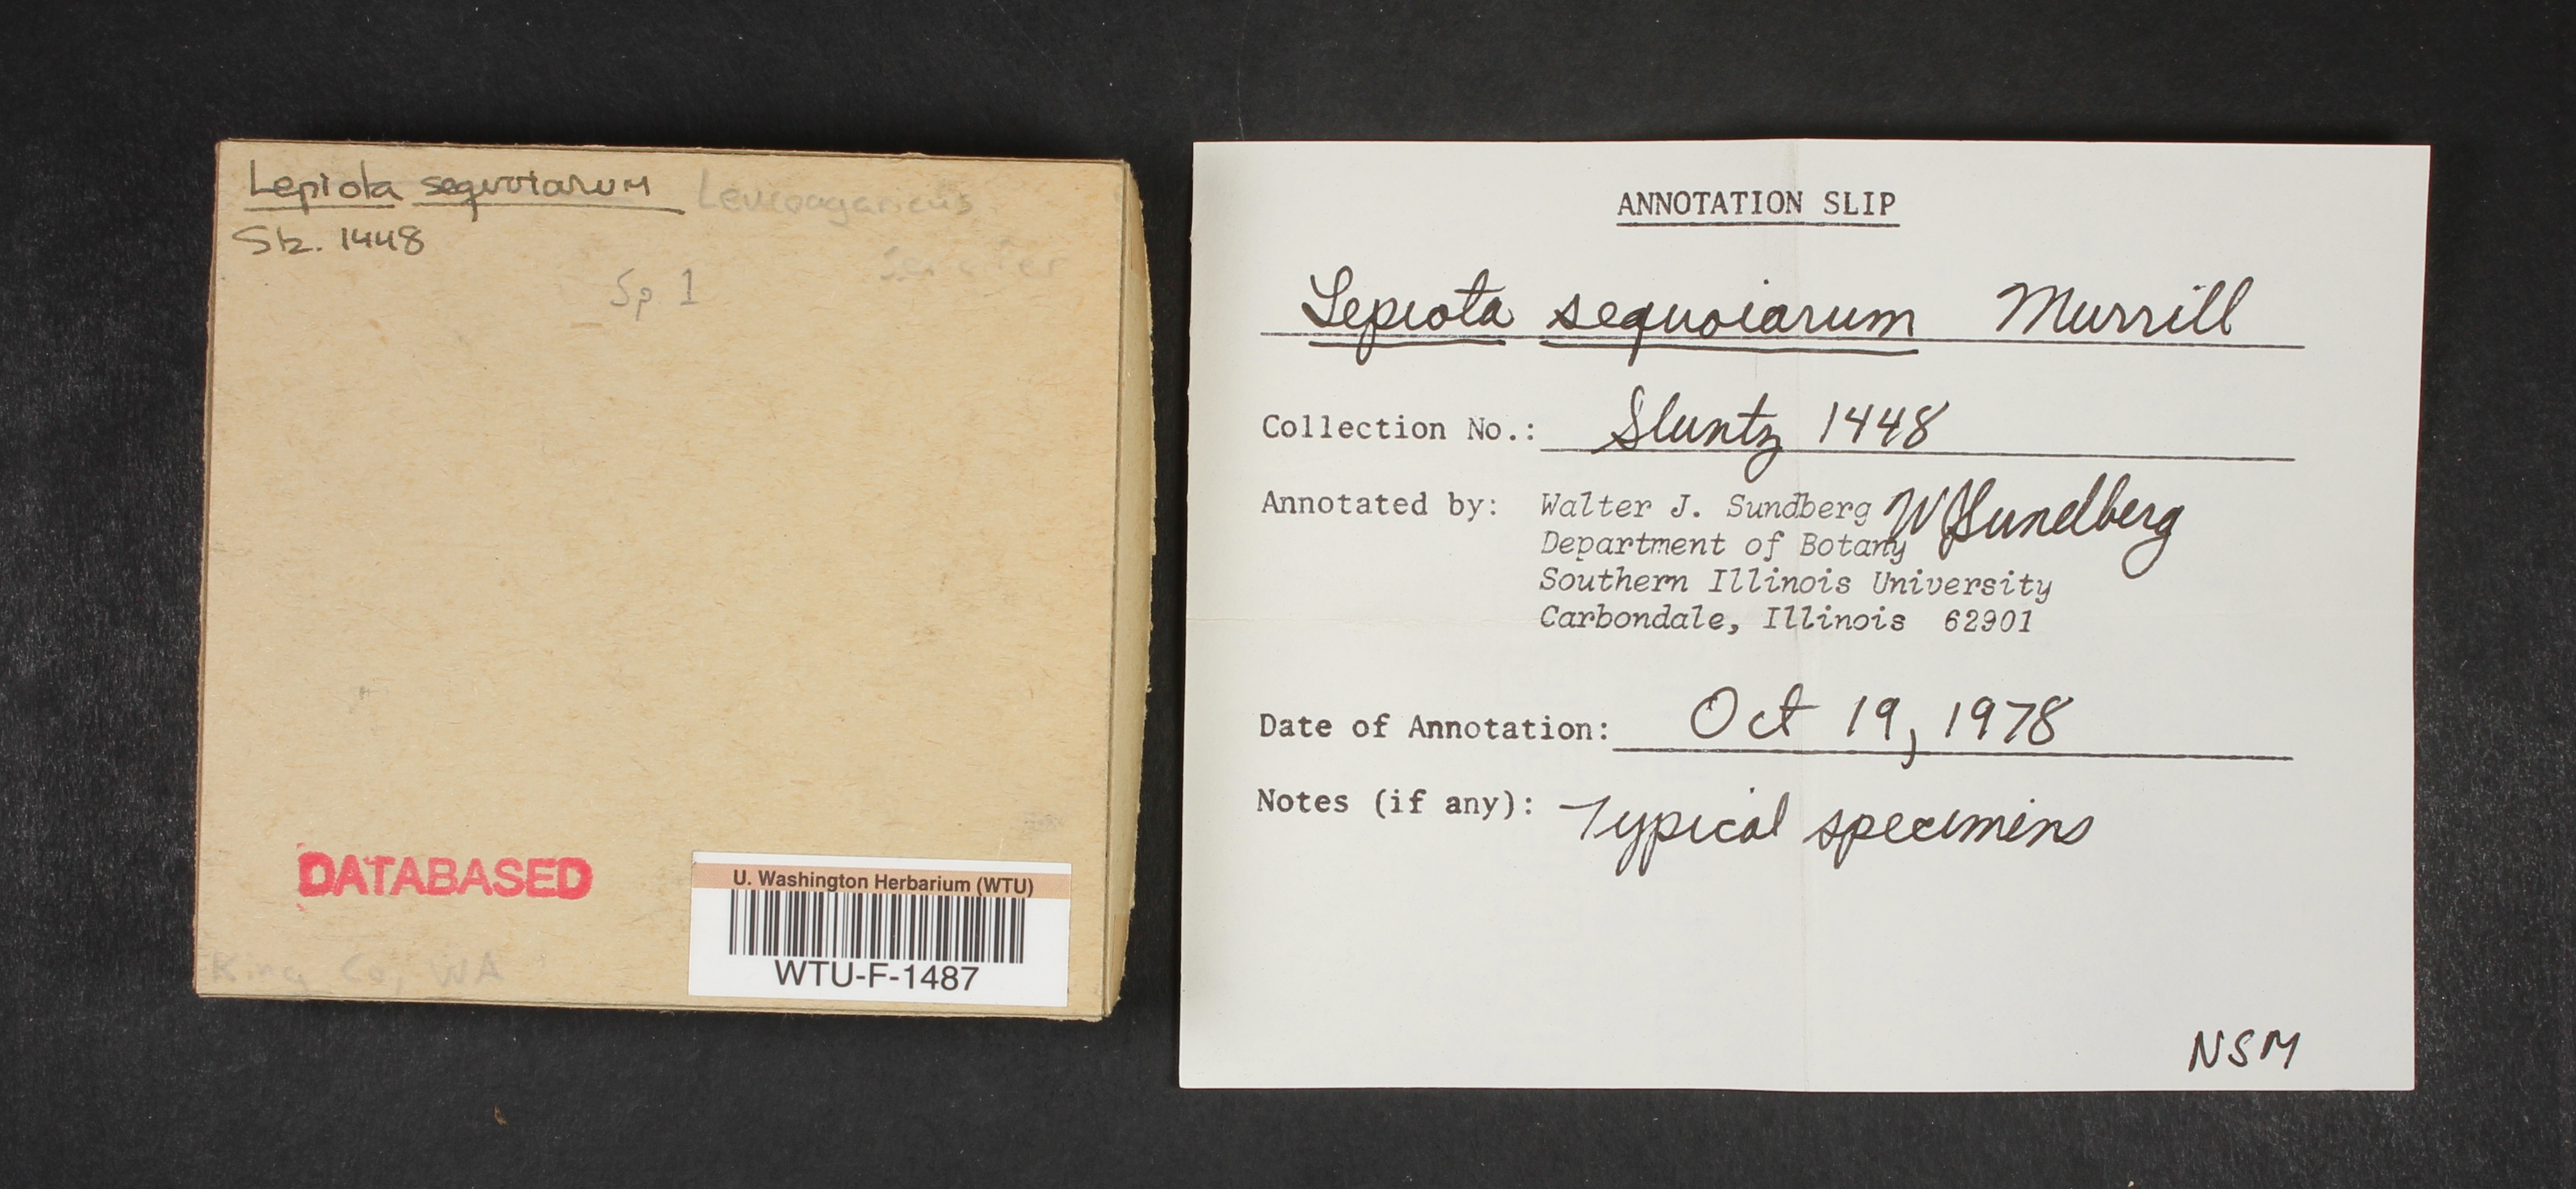 Lepiota sequoiarum Leucoagaricus
Stz. 1448
Sp 1
DATABASED
U. Washington Herbarium (WTU)
WTU-F-1487
King Co, WA
ANNOTATION SLIP
Lepiota sequoiarum Murrill
Collection No.: Stuntz 1448
Annotated by: Walter J. Sundberg WJSundberg
Department of Botany
Southern Illinois University
Carbondale, Illinois 62901
Date of Annotation: Oct 19, 1978
Notes (if any): Typical specimens
NSM